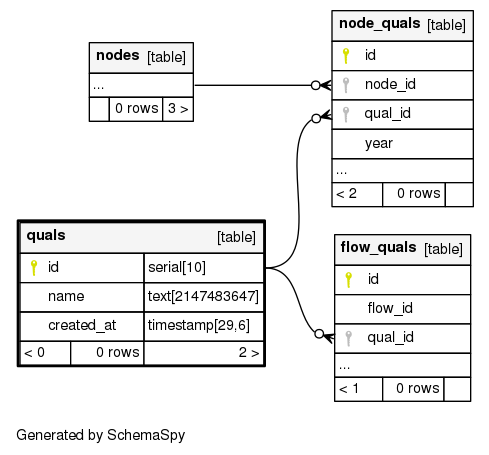 nodes [table]
...
0 rows 3 >
node_quals [table]
id
node_id
qual_id
year
...
< 2 0 rows
quals [table]
id serial[10]
name text[2147483647]
created_at timestamp[29,6]
< 0 0 rows 2 >
flow_quals [table]
id
flow_id
qual_id
...
< 1 0 rows
Generated by SchemaSpy